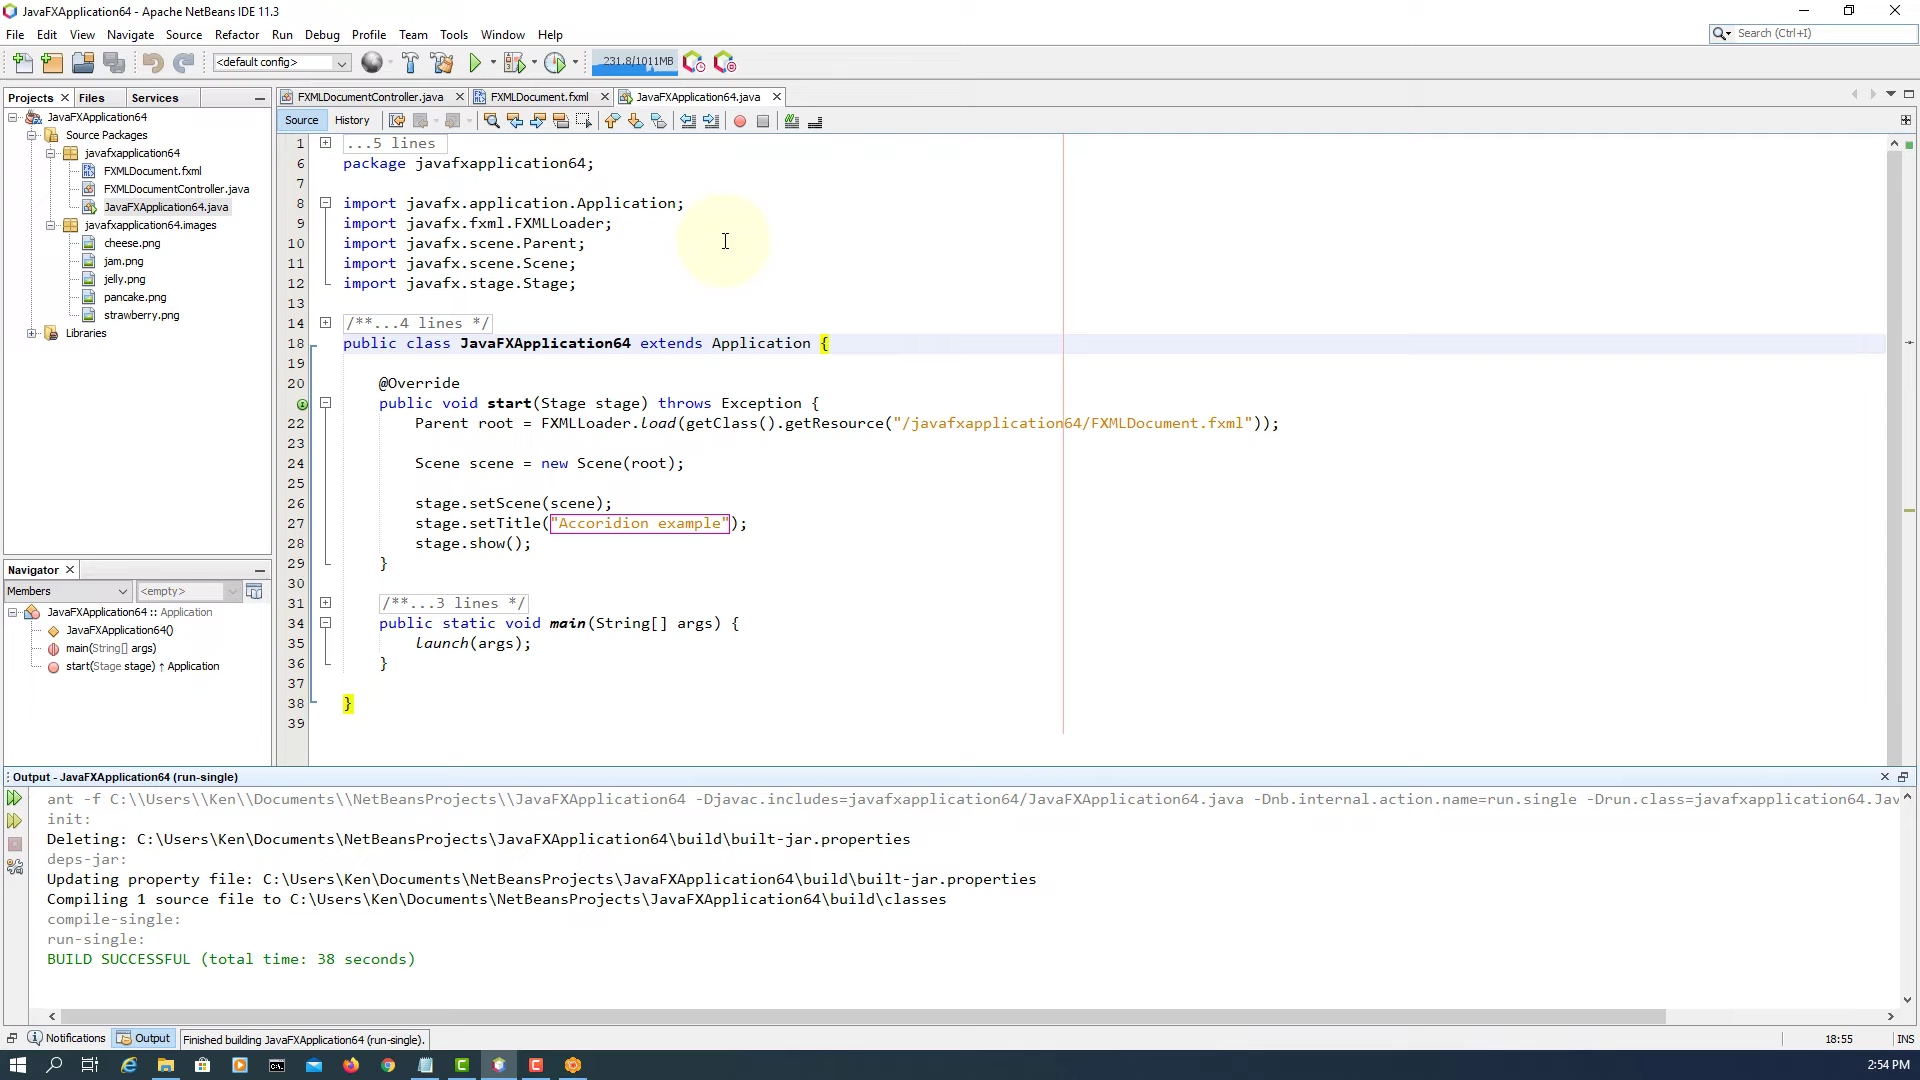 JavaFXApplication64 - Apache NetBeans IDE 11.3
File Edit View Navigate Source Refactor Run Debug Profile Team Tools Window Help
Search (Ctrl+I)
<default config>
231.8/1011MB
Projects Files Services
FXMLDocumentController.java FXMLDocument.fxml JavaFXApplication64.java
Source History
JavaFXApplication64
Source Packages
javafxapplication64
FXMLDocument.fxml
FXMLDocumentController.java
JavaFXApplication64.java
javafxapplication64.images
cheese.png
jam.png
jelly.png
pancake.png
strawberry.png
Libraries
Navigator
Members <empty>
JavaFXApplication64 :: Application
JavaFXApplication64()
main(String[] args)
start(Stage stage) ↑ Application
1 ...5 lines
6 package javafxapplication64;
7
8 import javafx.application.Application;
9 import javafx.fxml.FXMLLoader;
10 import javafx.scene.Parent;
11 import javafx.scene.Scene;
12 import javafx.stage.Stage;
13
14 /**...4 lines */
18 public class JavaFXApplication64 extends Application {
19
20 @Override
public void start(Stage stage) throws Exception {
22 Parent root = FXMLLoader.load(getClass().getResource("/javafxapplication64/FXMLDocument.fxml"));
23
24 Scene scene = new Scene(root);
25
26 stage.setScene(scene);
27 stage.setTitle("Accoridion example");
28 stage.show();
29 }
30
31 /**...3 lines */
34 public static void main(String[] args) {
35 launch(args);
36 }
37
38 }
39
Output - JavaFXApplication64 (run-single)
ant -f C:\\Users\\Ken\\Documents\\NetBeansProjects\\JavaFXApplication64 -Djavac.includes=javafxapplication64/JavaFXApplication64.java -Dnb.internal.action.name=run.single -Drun.class=javafxapplication64.Jav
init:
Deleting: C:\Users\Ken\Documents\NetBeansProjects\JavaFXApplication64\build\built-jar.properties
deps-jar:
Updating property file: C:\Users\Ken\Documents\NetBeansProjects\JavaFXApplication64\build\built-jar.properties
Compiling 1 source file to C:\Users\Ken\Documents\NetBeansProjects\JavaFXApplication64\build\classes
compile-single:
run-single:
BUILD SUCCESSFUL (total time: 38 seconds)
Notifications Output Finished building JavaFXApplication64 (run-single).
18:55 INS
2:54 PM